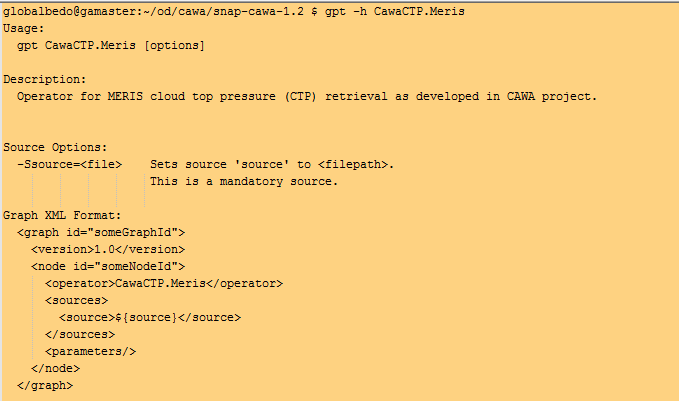 globalbedo@gamaster:~/od/cawa/snap-cawa-1.2 $ gpt -h CawaCTP.Meris
Usage:
  gpt CawaCTP.Meris [options]

Description:
  Operator for MERIS cloud top pressure (CTP) retrieval as developed in CAWA project.


Source Options:
  -Ssource=<file>    Sets source 'source' to <filepath>.
                     This is a mandatory source.

Graph XML Format:
  <graph id="someGraphId">
    <version>1.0</version>
    <node id="someNodeId">
      <operator>CawaCTP.Meris</operator>
      <sources>
        <source>${source}</source>
      </sources>
      <parameters/>
    </node>
  </graph>